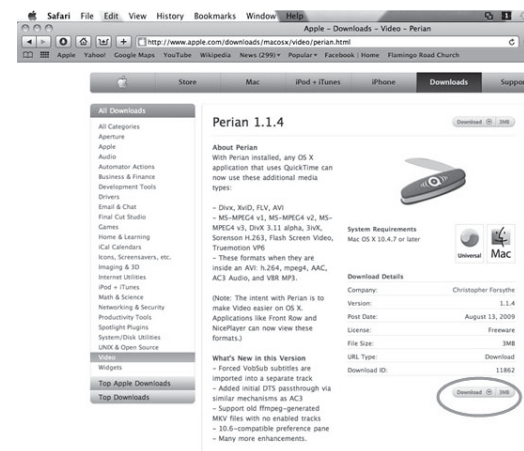 Safari File Edit View History Bookmarks Window Help
Apple – Downloads – Video – Perian
http://www.apple.com/downloads/macosx/video/perian.html
Apple Yahoo! Google Maps YouTube Wikipedia News (299) Popular Facebook | Home Flamingo Road Church
Store Mac iPod + iTunes iPhone Downloads Suppo
All Downloads
All Categories
Aperture
Apple
Audio
Automator Actions
Business & Finance
Development Tools
Drivers
Email & Chat
Final Cut Studio
Games
Home & Learning
iCal Calendars
Icons, Screensavers, etc.
Imaging & 3D
Internet Utilities
iPod + iTunes
Math & Science
Networking & Security
Productivity Tools
Spotlight Plugins
System/Disk Utilities
UNIX & Open Source
Video
Widgets
Top Apple Downloads
Top Downloads
Perian 1.1.4
Download 3MB
About Perian
With Perian installed, any OS X
application that uses QuickTime can
now use these additional media
types:
– Divx, XviD, FLV, AVI
– MS-MPEG4 v1, MS-MPEG4 v2, MS-
MPEG4 v3, DivX 3.11 alpha, 3ivX,
Sorenson H.263, Flash Screen Video,
Truemotion VP6
– These formats when they are
inside an AVI: h.264, mpeg4, AAC,
AC3 Audio, and VBR MP3.
(Note: The intent with Perian is to
make Video easier on OS X.
Applications like Front Row and
NicePlayer can now view these
formats.)
What's New in this Version
– Forced VobSub subtitles are
imported into a separate track
– Added initial DTS passthrough via
similar mechanisms as AC3
– Support old ffmpeg-generated
MKV files with no enabled tracks
– 10.6-compatible preference pane
– Many more enhancements.
System Requirements
Mac OS X 10.4.7 or later
Universal Mac
Download Details
Company: Christopher Forsythe
Version: 1.1.4
Post Date: August 13, 2009
License: Freeware
File Size: 3MB
URL Type: Download
Download ID: 11862
Download 3MB